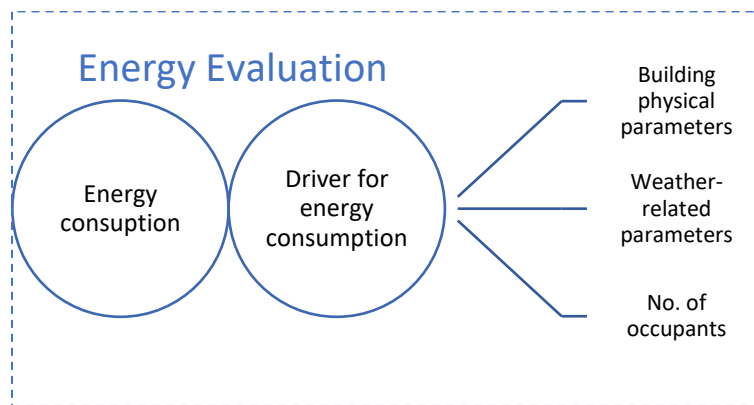 Energy Evaluation
Energy
consuption
Driver for
energy
consumption
Building
physical
parameters
Weather-
related
parameters
No. of
occupants